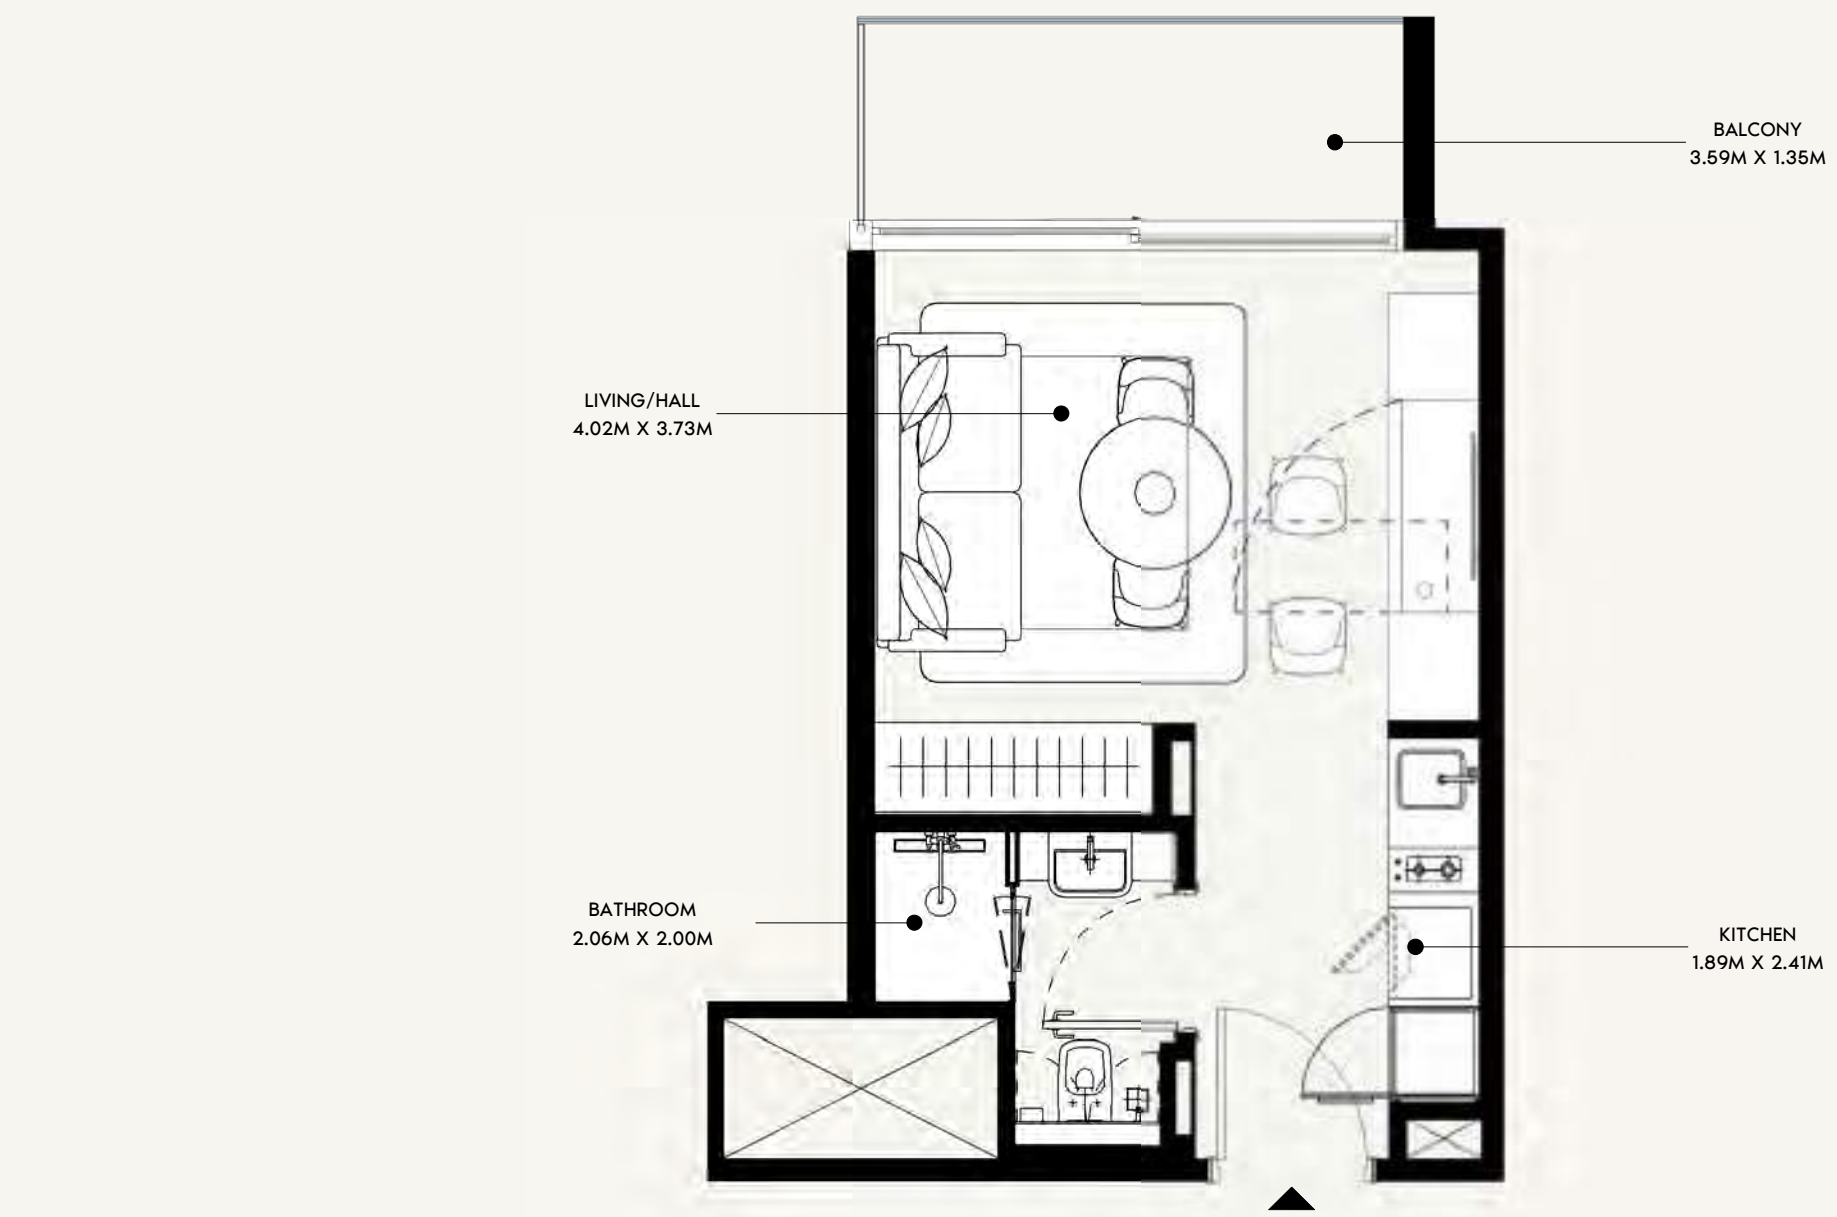 BALCONY
3.59M X 1.35M
LIVING/HALL
4.02M X 3.73M
BATHROOM
2.06M X 2.00M
KITCHEN
1.89M X 2.41M